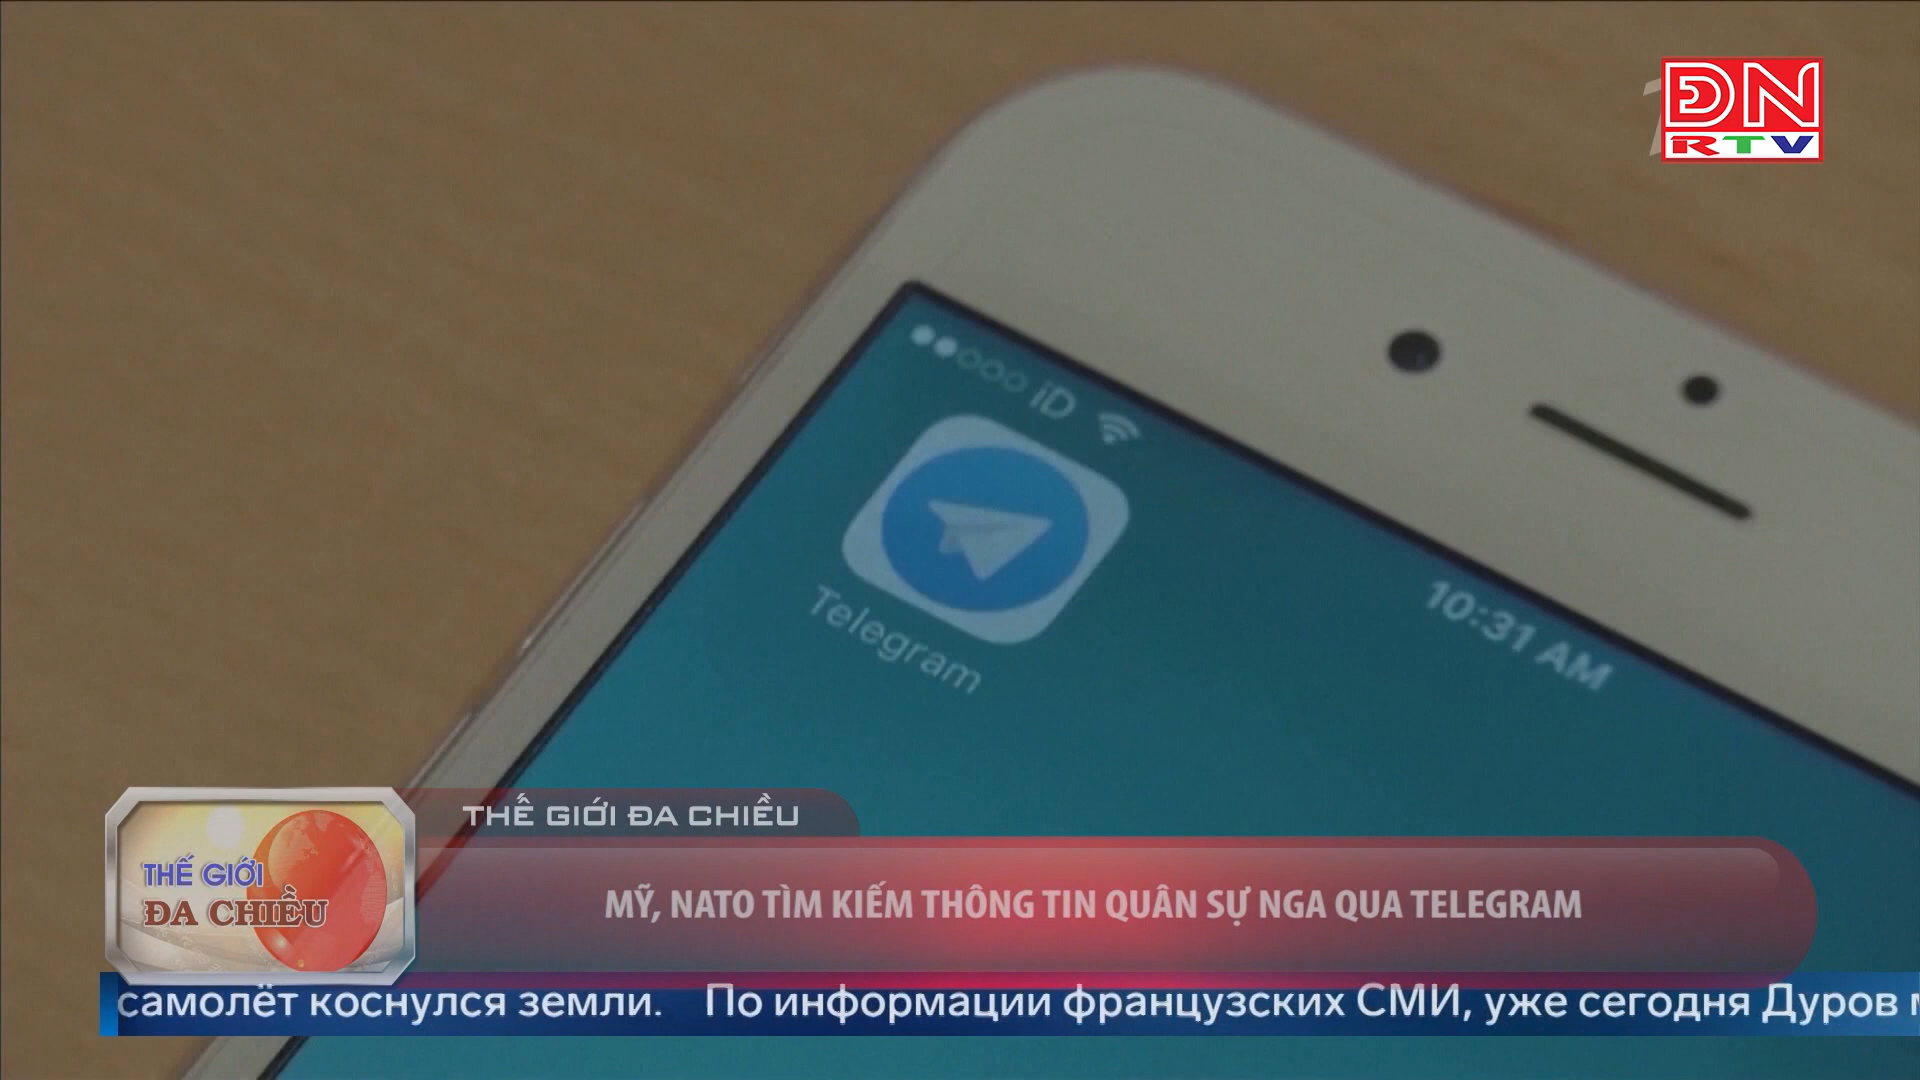 ĐN
RTV
iD
Telegram
10:31 AM
THẾ GIỚI ĐA CHIỀU
THẾ GIỚI
ĐA CHIỀU
MỸ, NATO TÌM KIẾM THÔNG TIN QUÂN SỰ NGA QUA TELEGRAM
самолёт коснулся земли. По информации французских СМИ, уже сегодня Дуров